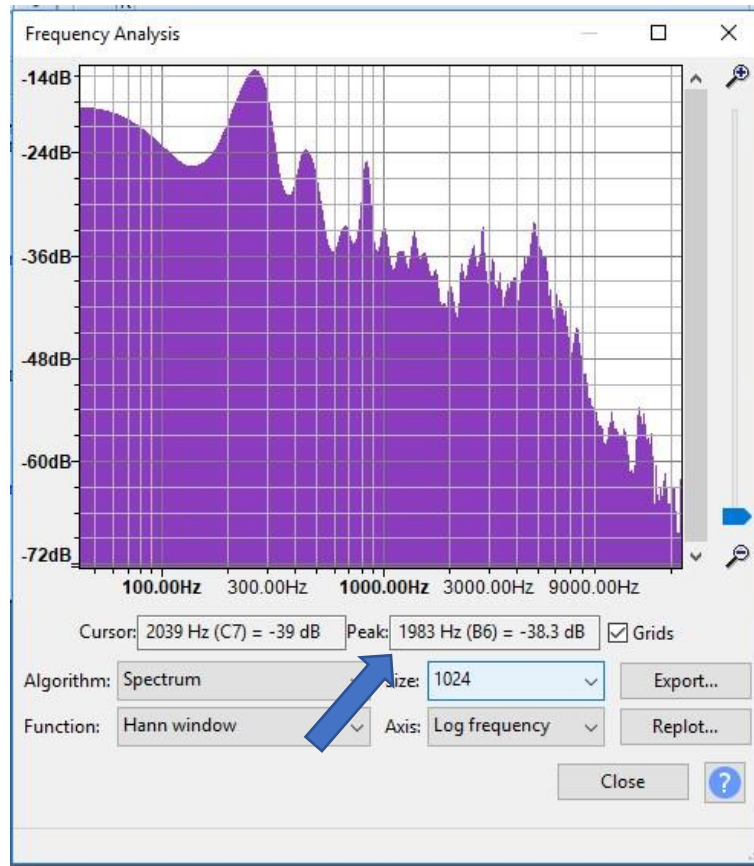 Frequency Analysis
-14dB
-24dB
-36dB
-48dB
-60dB
-72dB
100.00Hz 300.00Hz 1000.00Hz 3000.00Hz 9000.00Hz
Cursor: 2039 Hz (C7) = -39 dB Peak: 1983 Hz (B6) = -38.3 dB Grids
Algorithm: Spectrum Size: 1024 Export...
Function: Hann window Axis: Log frequency Replot...
Close ?